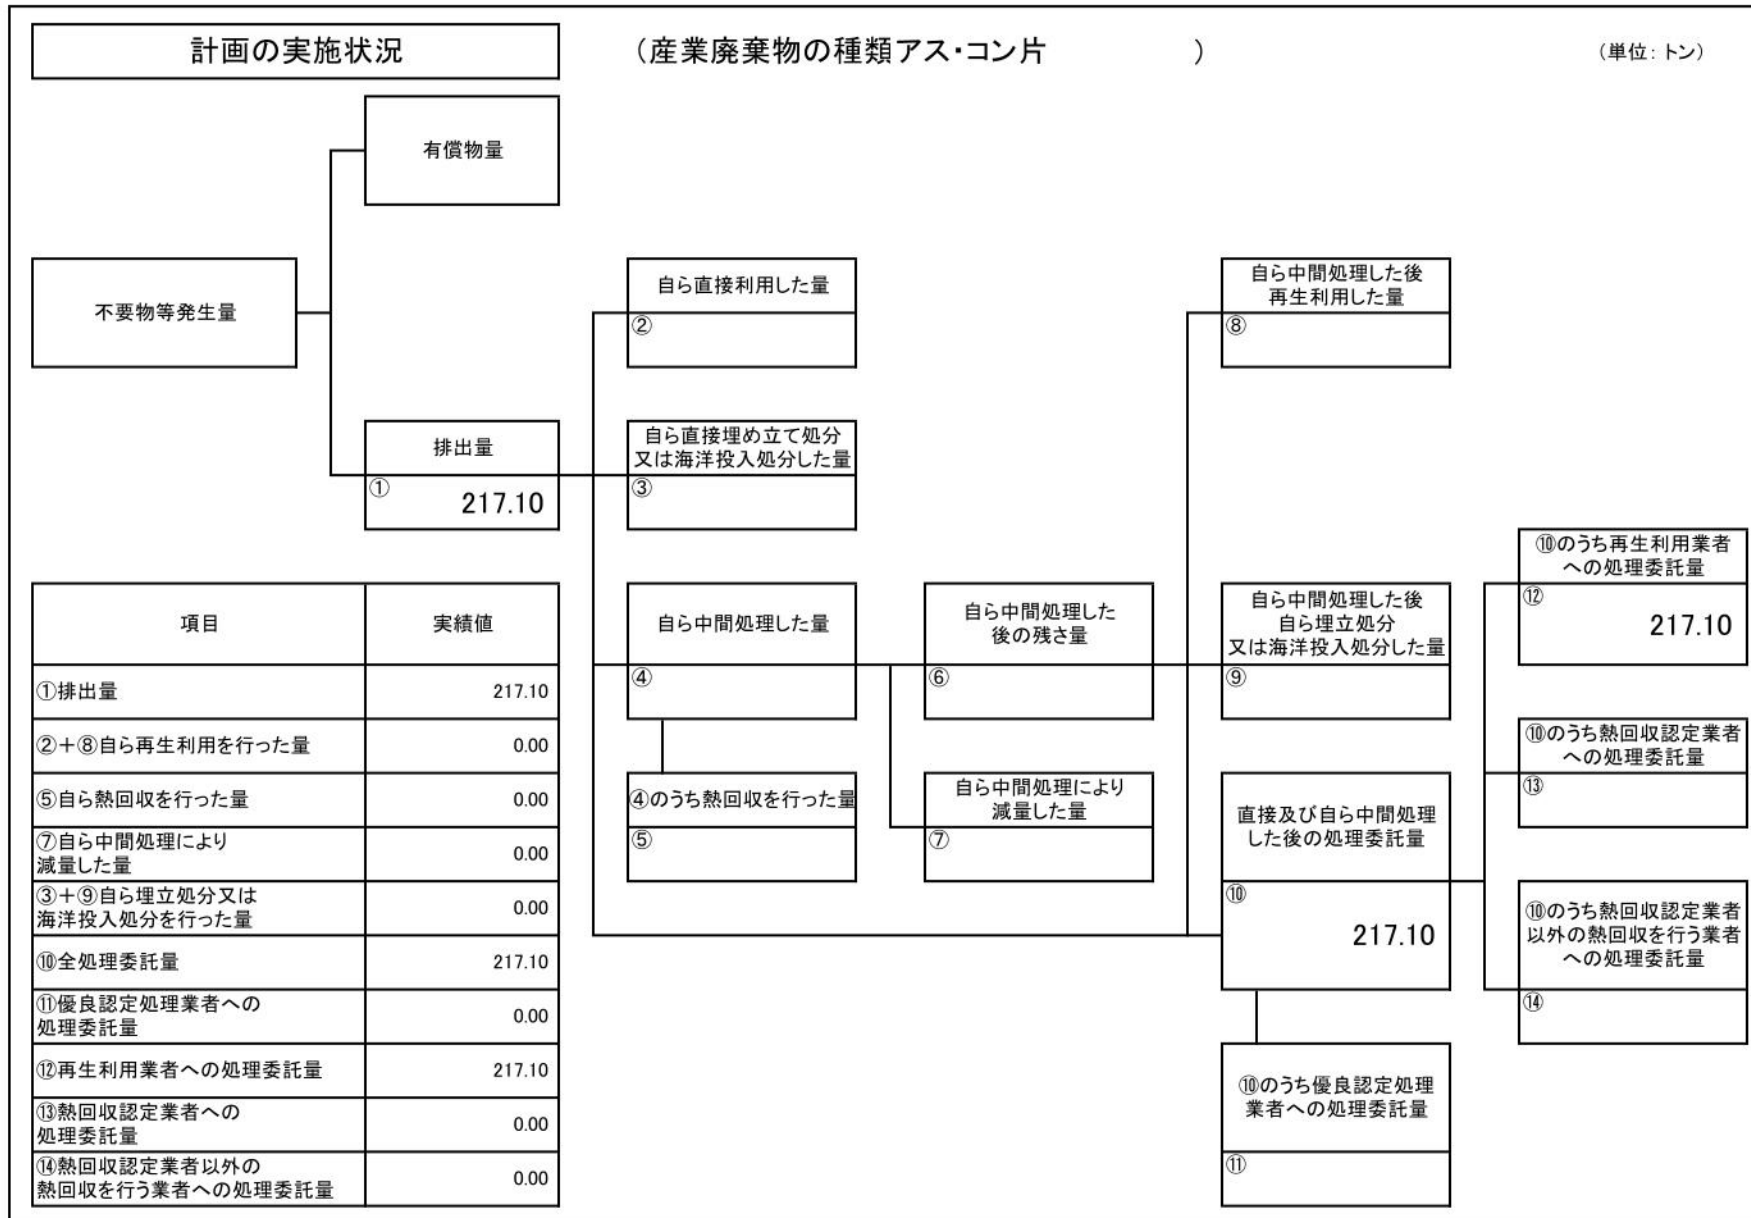 計画の実施状況
（産業廃棄物の種類アス・コン片　　　　　）
（単位：トン）
有償物量
不要物等発生量
自ら直接利用した量
②
自ら中間処理した後
再生利用した量
⑧
排出量
①
217.10
自ら直接埋め立て処分
又は海洋投入処分した量
③
⑩のうち再生利用業者
への処理委託量
⑫
217.10
自ら中間処理した量
④
自ら中間処理した
後の残さ量
⑥
自ら中間処理した後
自ら埋立処分
又は海洋投入処分した量
⑨
⑩のうち熱回収認定業者
への処理委託量
⑬
④のうち熱回収を行った量
⑤
自ら中間処理により
減量した量
⑦
直接及び自ら中間処理
した後の処理委託量
⑩
217.10
⑩のうち熱回収認定業者
以外の熱回収を行う業者
への処理委託量
⑭
⑩のうち優良認定処理
業者への処理委託量
⑪
項目 実績値
①排出量 217.10
②＋⑧自ら再生利用を行った量 0.00
⑤自ら熱回収を行った量 0.00
⑦自ら中間処理により
減量した量 0.00
③＋⑨自ら埋立処分又は
海洋投入処分を行った量 0.00
⑩全処理委託量 217.10
⑪優良認定処理業者への
処理委託量 0.00
⑫再生利用業者への処理委託量 217.10
⑬熱回収認定業者への
処理委託量 0.00
⑭熱回収認定業者以外の
熱回収を行う業者への処理委託量 0.00